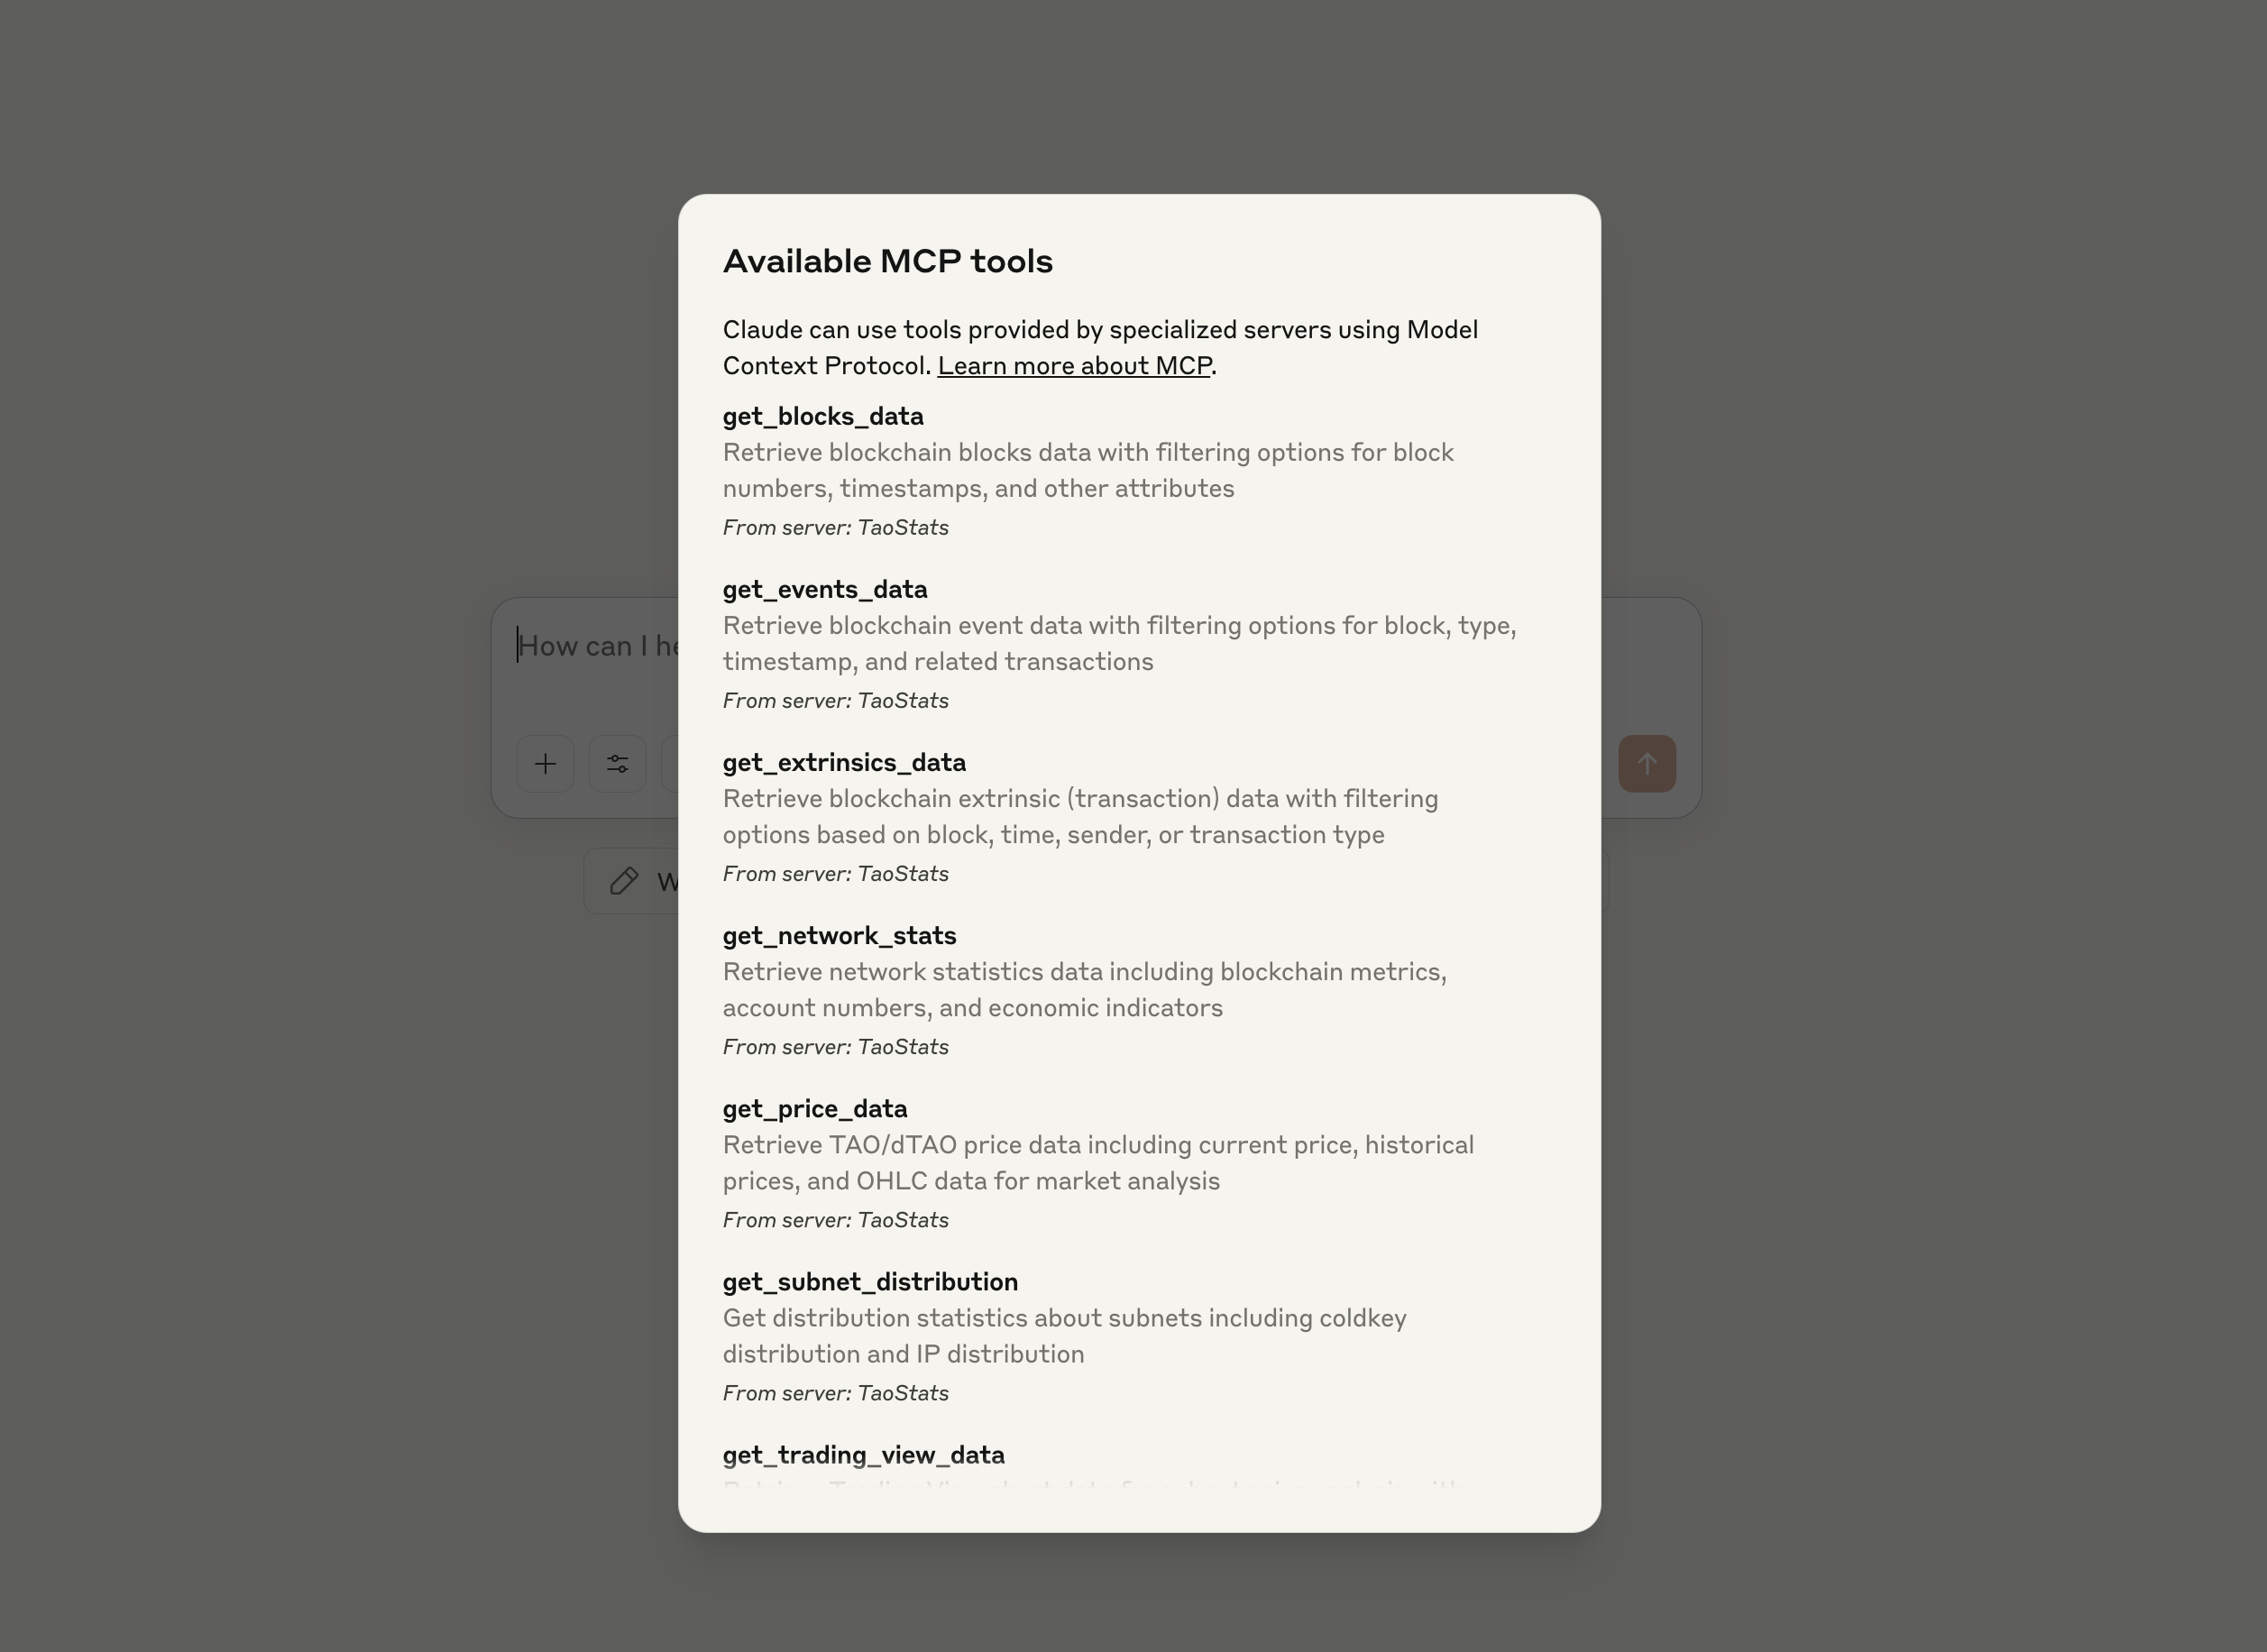 Available MCP tools
Claude can use tools provided by specialized servers using Model
Context Protocol. Learn more about MCP.
get_blocks_data
Retrieve blockchain blocks data with filtering options for block
numbers, timestamps, and other attributes
From server: TaoStats
get_events_data
Retrieve blockchain event data with filtering options for block, type,
timestamp, and related transactions
From server: TaoStats
How can I he
get_extrinsics_data
Retrieve blockchain extrinsic (transaction) data with filtering
options based on block, time, sender, or transaction type
From server: TaoStats
W
get_network_stats
Retrieve network statistics data including blockchain metrics,
account numbers, and economic indicators
From server: TaoStats
get_price_data
Retrieve TAO/dTAO price data including current price, historical
prices, and OHLC data for market analysis
From server: TaoStats
get_subnet_distribution
Get distribution statistics about subnets including coldkey
distribution and IP distribution
From server: TaoStats
get_trading_view_data